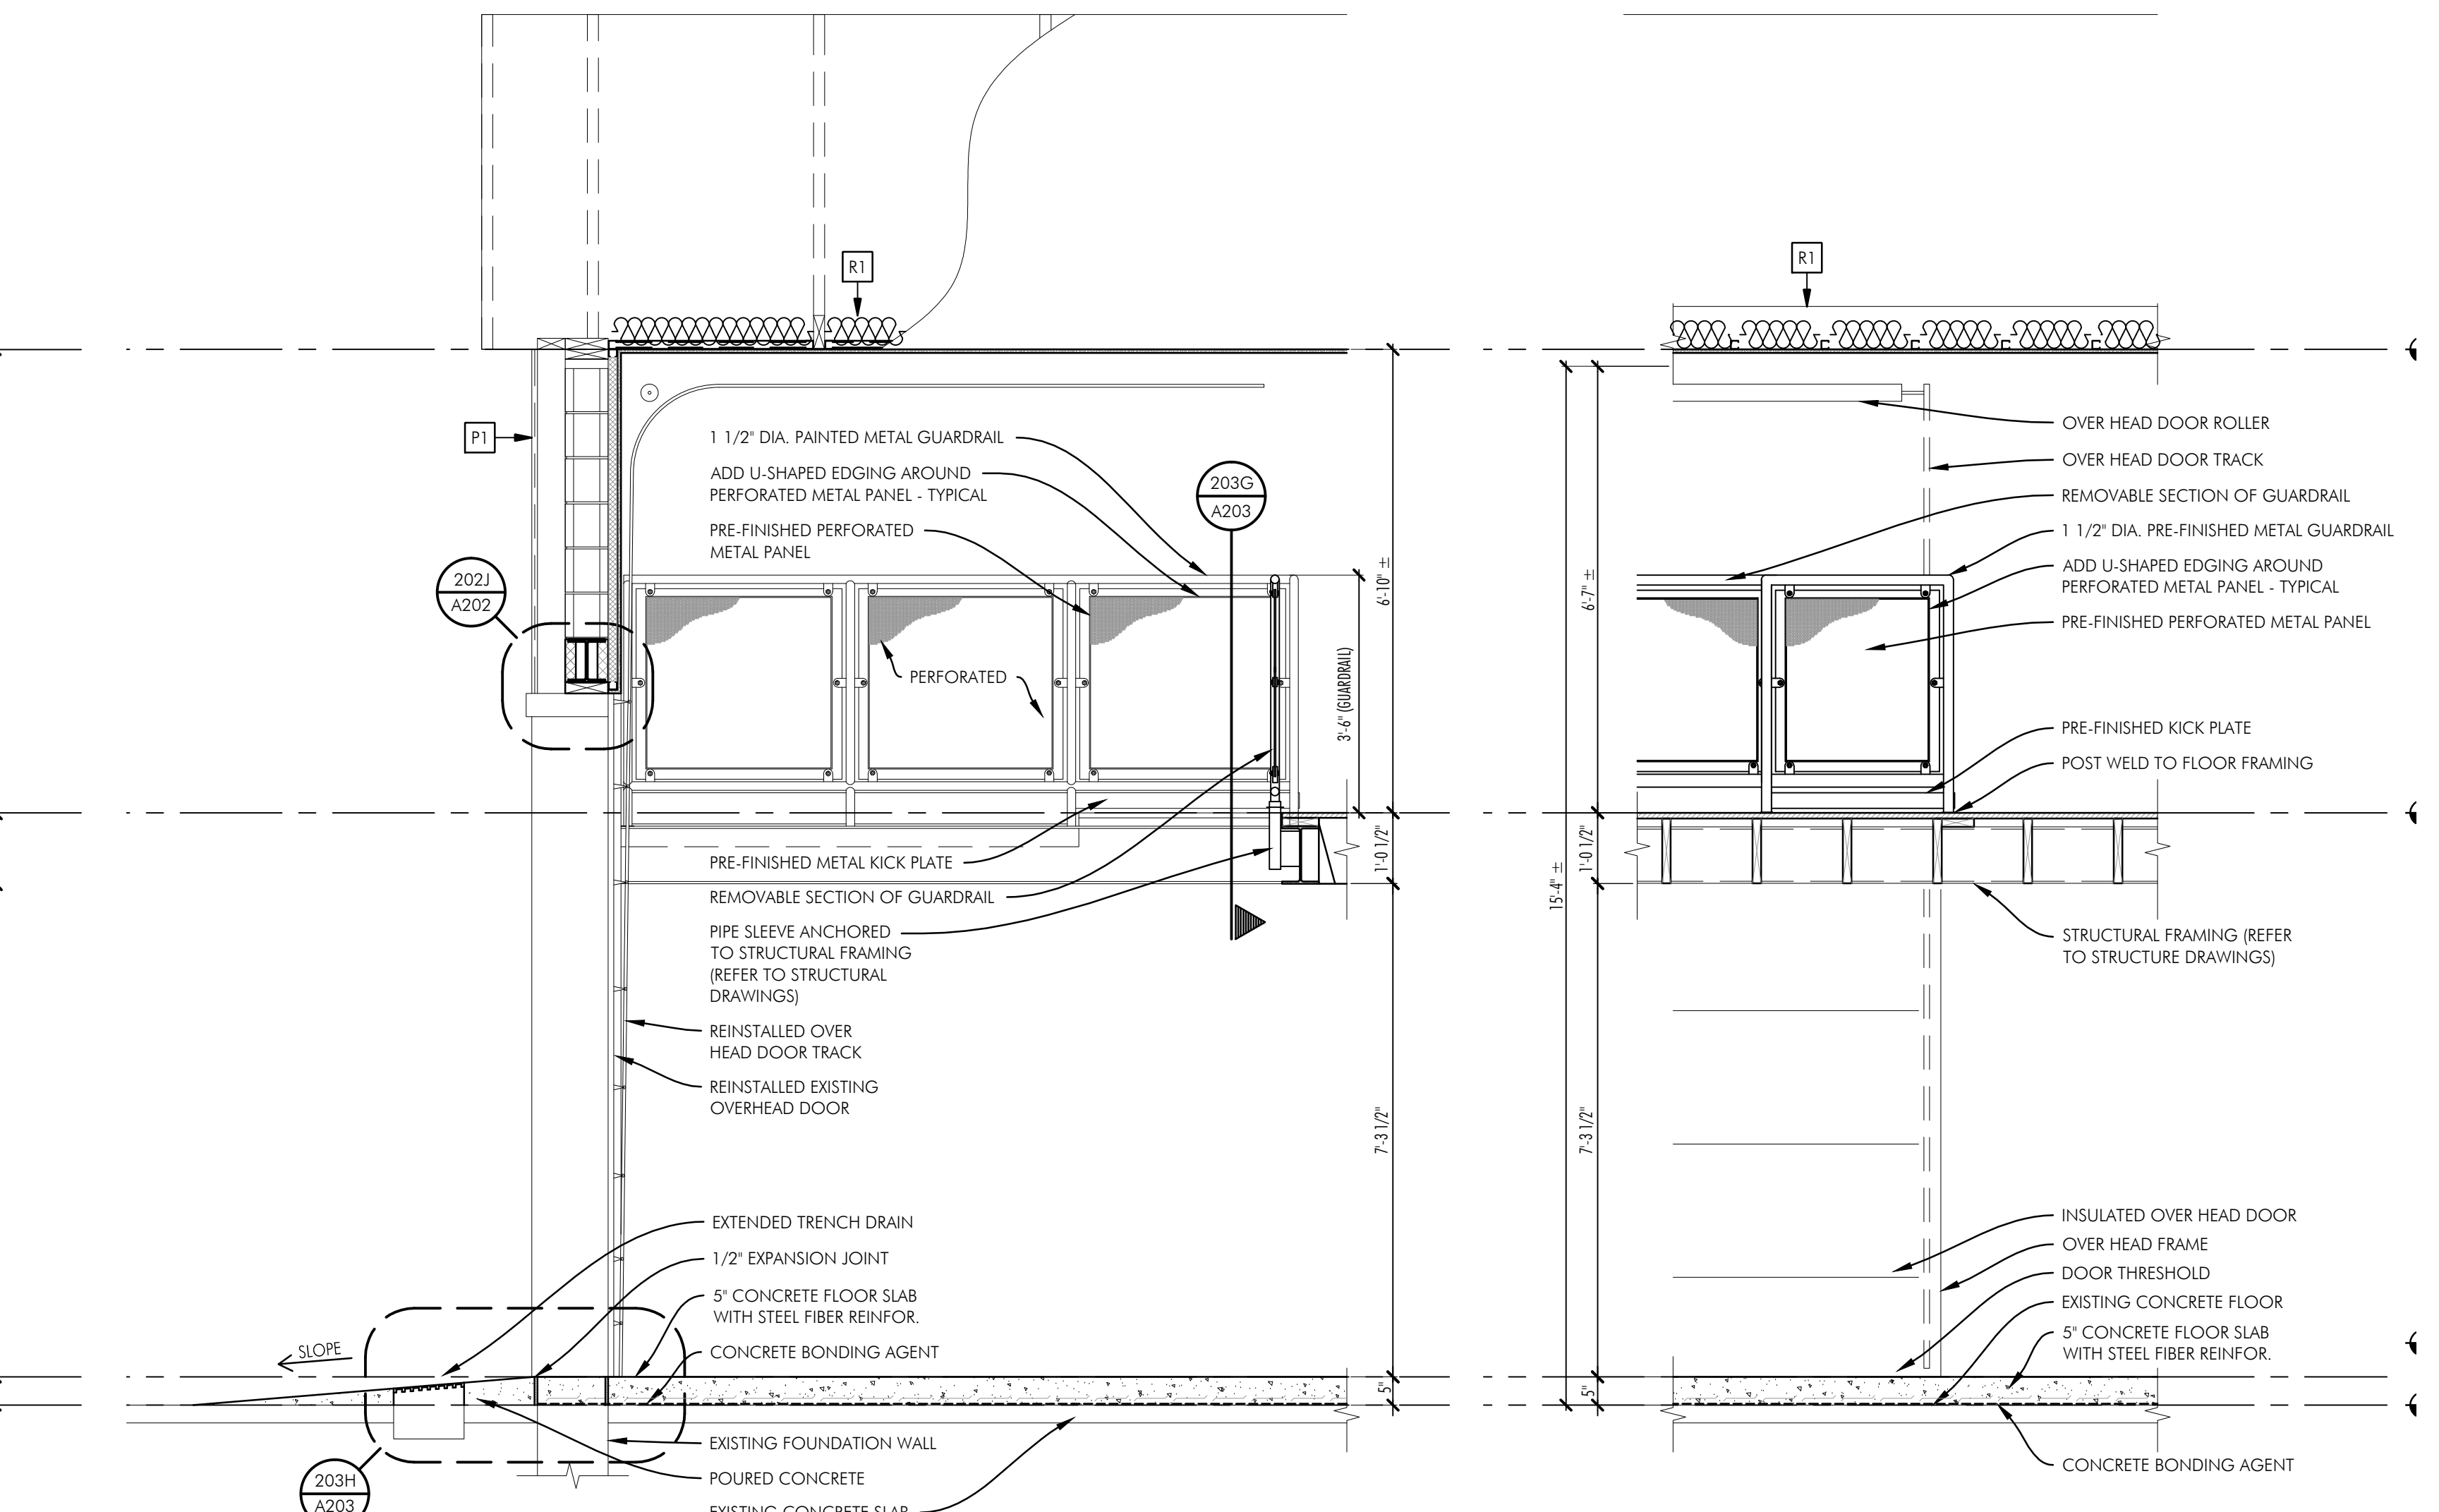 R1
P1
1 1/2" DIA. PAINTED METAL GUARDRAIL
ADD U-SHAPED EDGING AROUND
PERFORATED METAL PANEL - TYPICAL
PRE-FINISHED PERFORATED
METAL PANEL
203G
A203
202J
A202
PERFORATED
3'-6" (GUARDRAIL)
6'-10" ±
1'-0 1/2"
7'-3 1/2"
5"
PRE-FINISHED METAL KICK PLATE
REMOVABLE SECTION OF GUARDRAIL
PIPE SLEEVE ANCHORED
TO STRUCTURAL FRAMING
(REFER TO STRUCTURAL
DRAWINGS)
REINSTALLED OVER
HEAD DOOR TRACK
REINSTALLED EXISTING
OVERHEAD DOOR
EXTENDED TRENCH DRAIN
1/2" EXPANSION JOINT
5" CONCRETE FLOOR SLAB
WITH STEEL FIBER REINFOR.
CONCRETE BONDING AGENT
SLOPE
EXISTING FOUNDATION WALL
POURED CONCRETE
EXISTING CONCRETE SLAB
203H
A203
R1
OVER HEAD DOOR ROLLER
OVER HEAD DOOR TRACK
REMOVABLE SECTION OF GUARDRAIL
1 1/2" DIA. PRE-FINISHED METAL GUARDRAIL
ADD U-SHAPED EDGING AROUND
PERFORATED METAL PANEL - TYPICAL
PRE-FINISHED PERFORATED METAL PANEL
PRE-FINISHED KICK PLATE
POST WELD TO FLOOR FRAMING
STRUCTURAL FRAMING (REFER
TO STRUCTURE DRAWINGS)
15'-4" ±
6'-7" ±
1'-0 1/2"
7'-3 1/2"
5"
INSULATED OVER HEAD DOOR
OVER HEAD FRAME
DOOR THRESHOLD
EXISTING CONCRETE FLOOR
5" CONCRETE FLOOR SLAB
WITH STEEL FIBER REINFOR.
CONCRETE BONDING AGENT